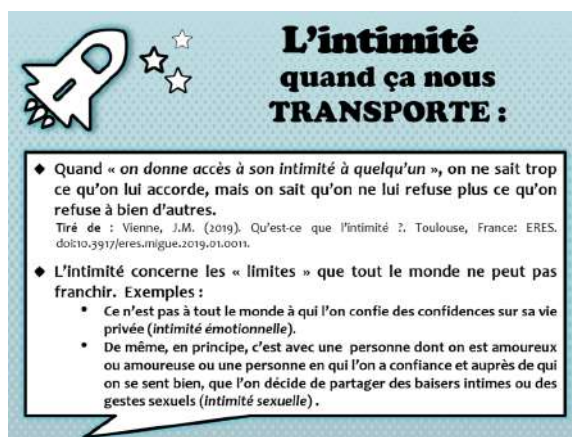 L'intimité
quand ça nous
TRANSPORTE :
◆ Quand « on donne accès à son intimité à quelqu'un », on ne sait trop
ce qu'on lui accorde, mais on sait qu'on ne lui refuse plus ce qu'on
refuse à bien d'autres.
Tiré de : Vienne, J.M. (2019). Qu'est-ce que l'intimité ?. Toulouse, France: ERES.
doi:10.3917/eres.migue.2019.01.0011.
◆ L'intimité concerne les « limites » que tout le monde ne peut pas
franchir. Exemples :
• Ce n'est pas à tout le monde à qui l'on confie des confidences sur sa vie
privée (intimité émotionnelle).
• De même, en principe, c'est avec une personne dont on est amoureux
ou amoureuse ou une personne en qui l'on a confiance et auprès de qui
on se sent bien, que l'on décide de partager des baisers intimes ou des
gestes sexuels (intimité sexuelle) .